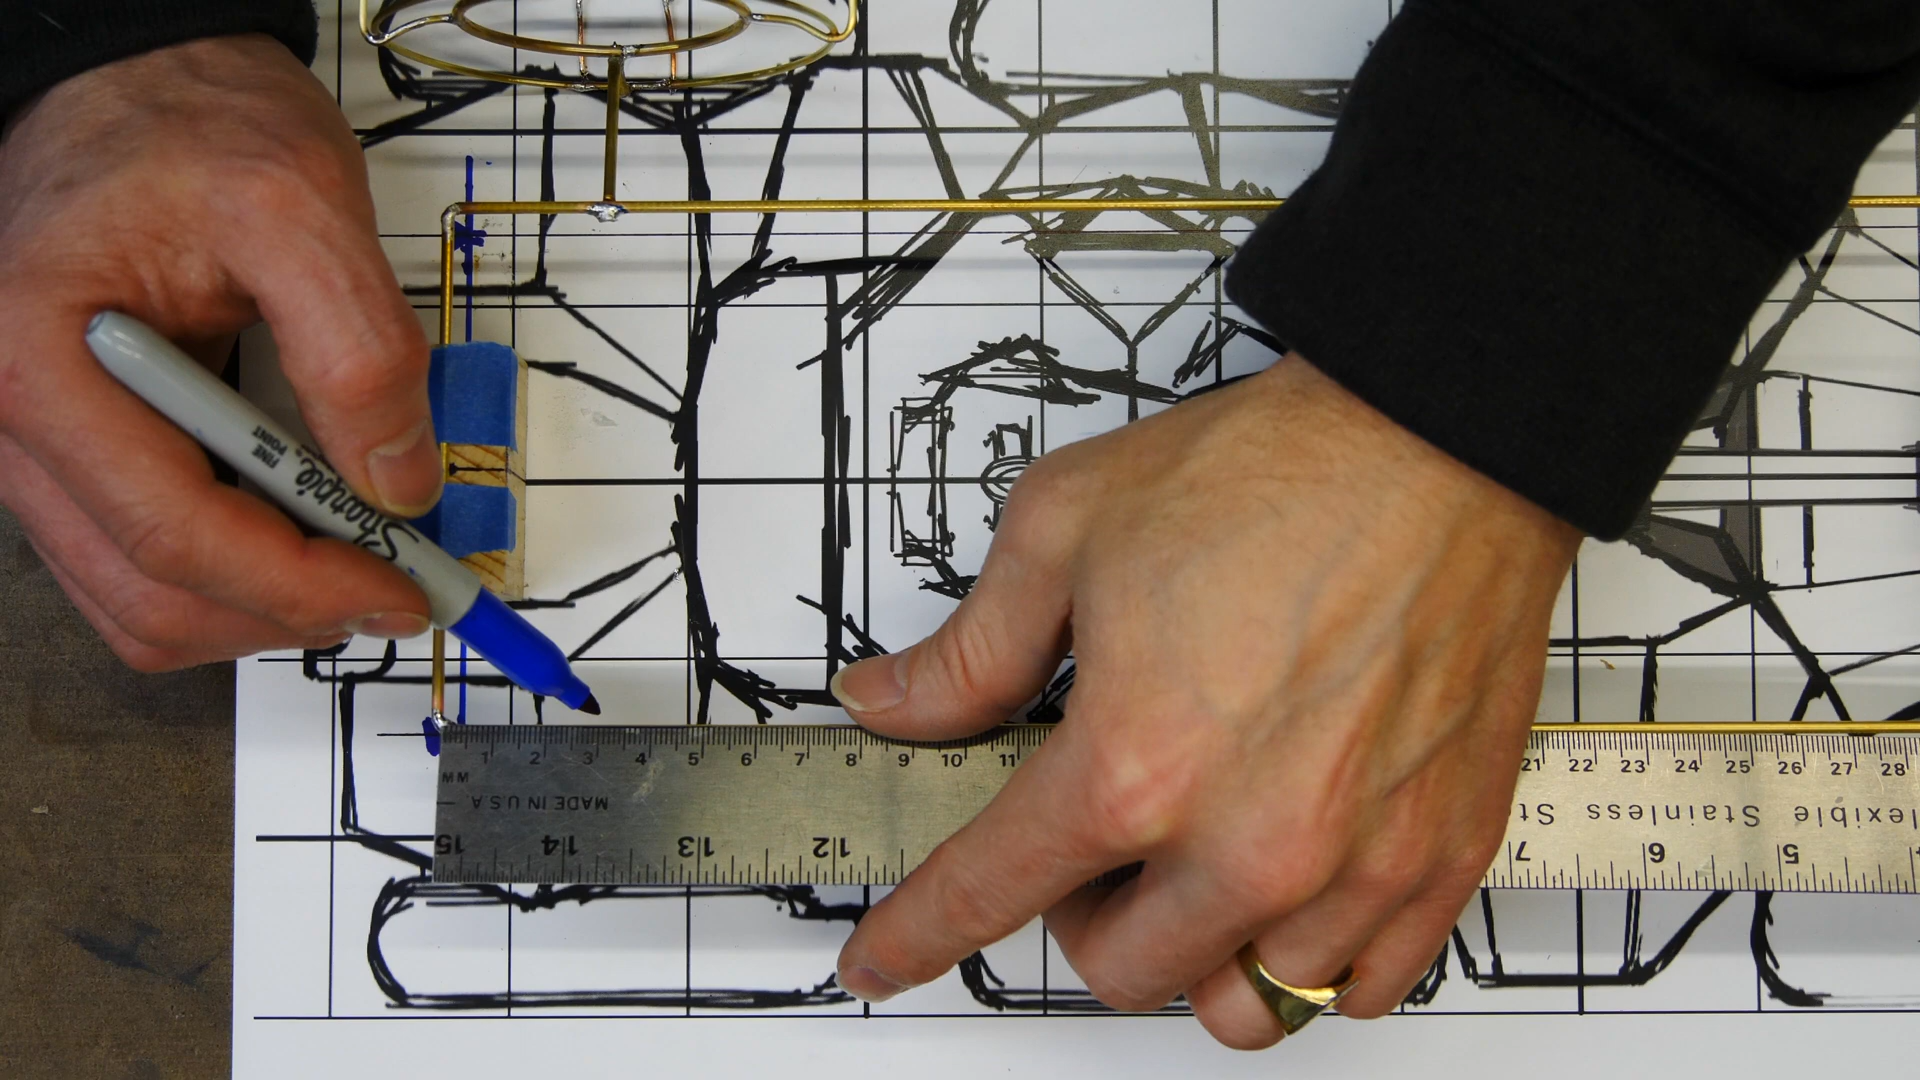 Sharpie
FINE
POINT
1 2 3 4 5 6 7 8 9 10 11 21 22 23 24 25 26 27 28
MM
MADE IN U.S.A.
lexible Stainless St
15 14 13 12 7 6 5